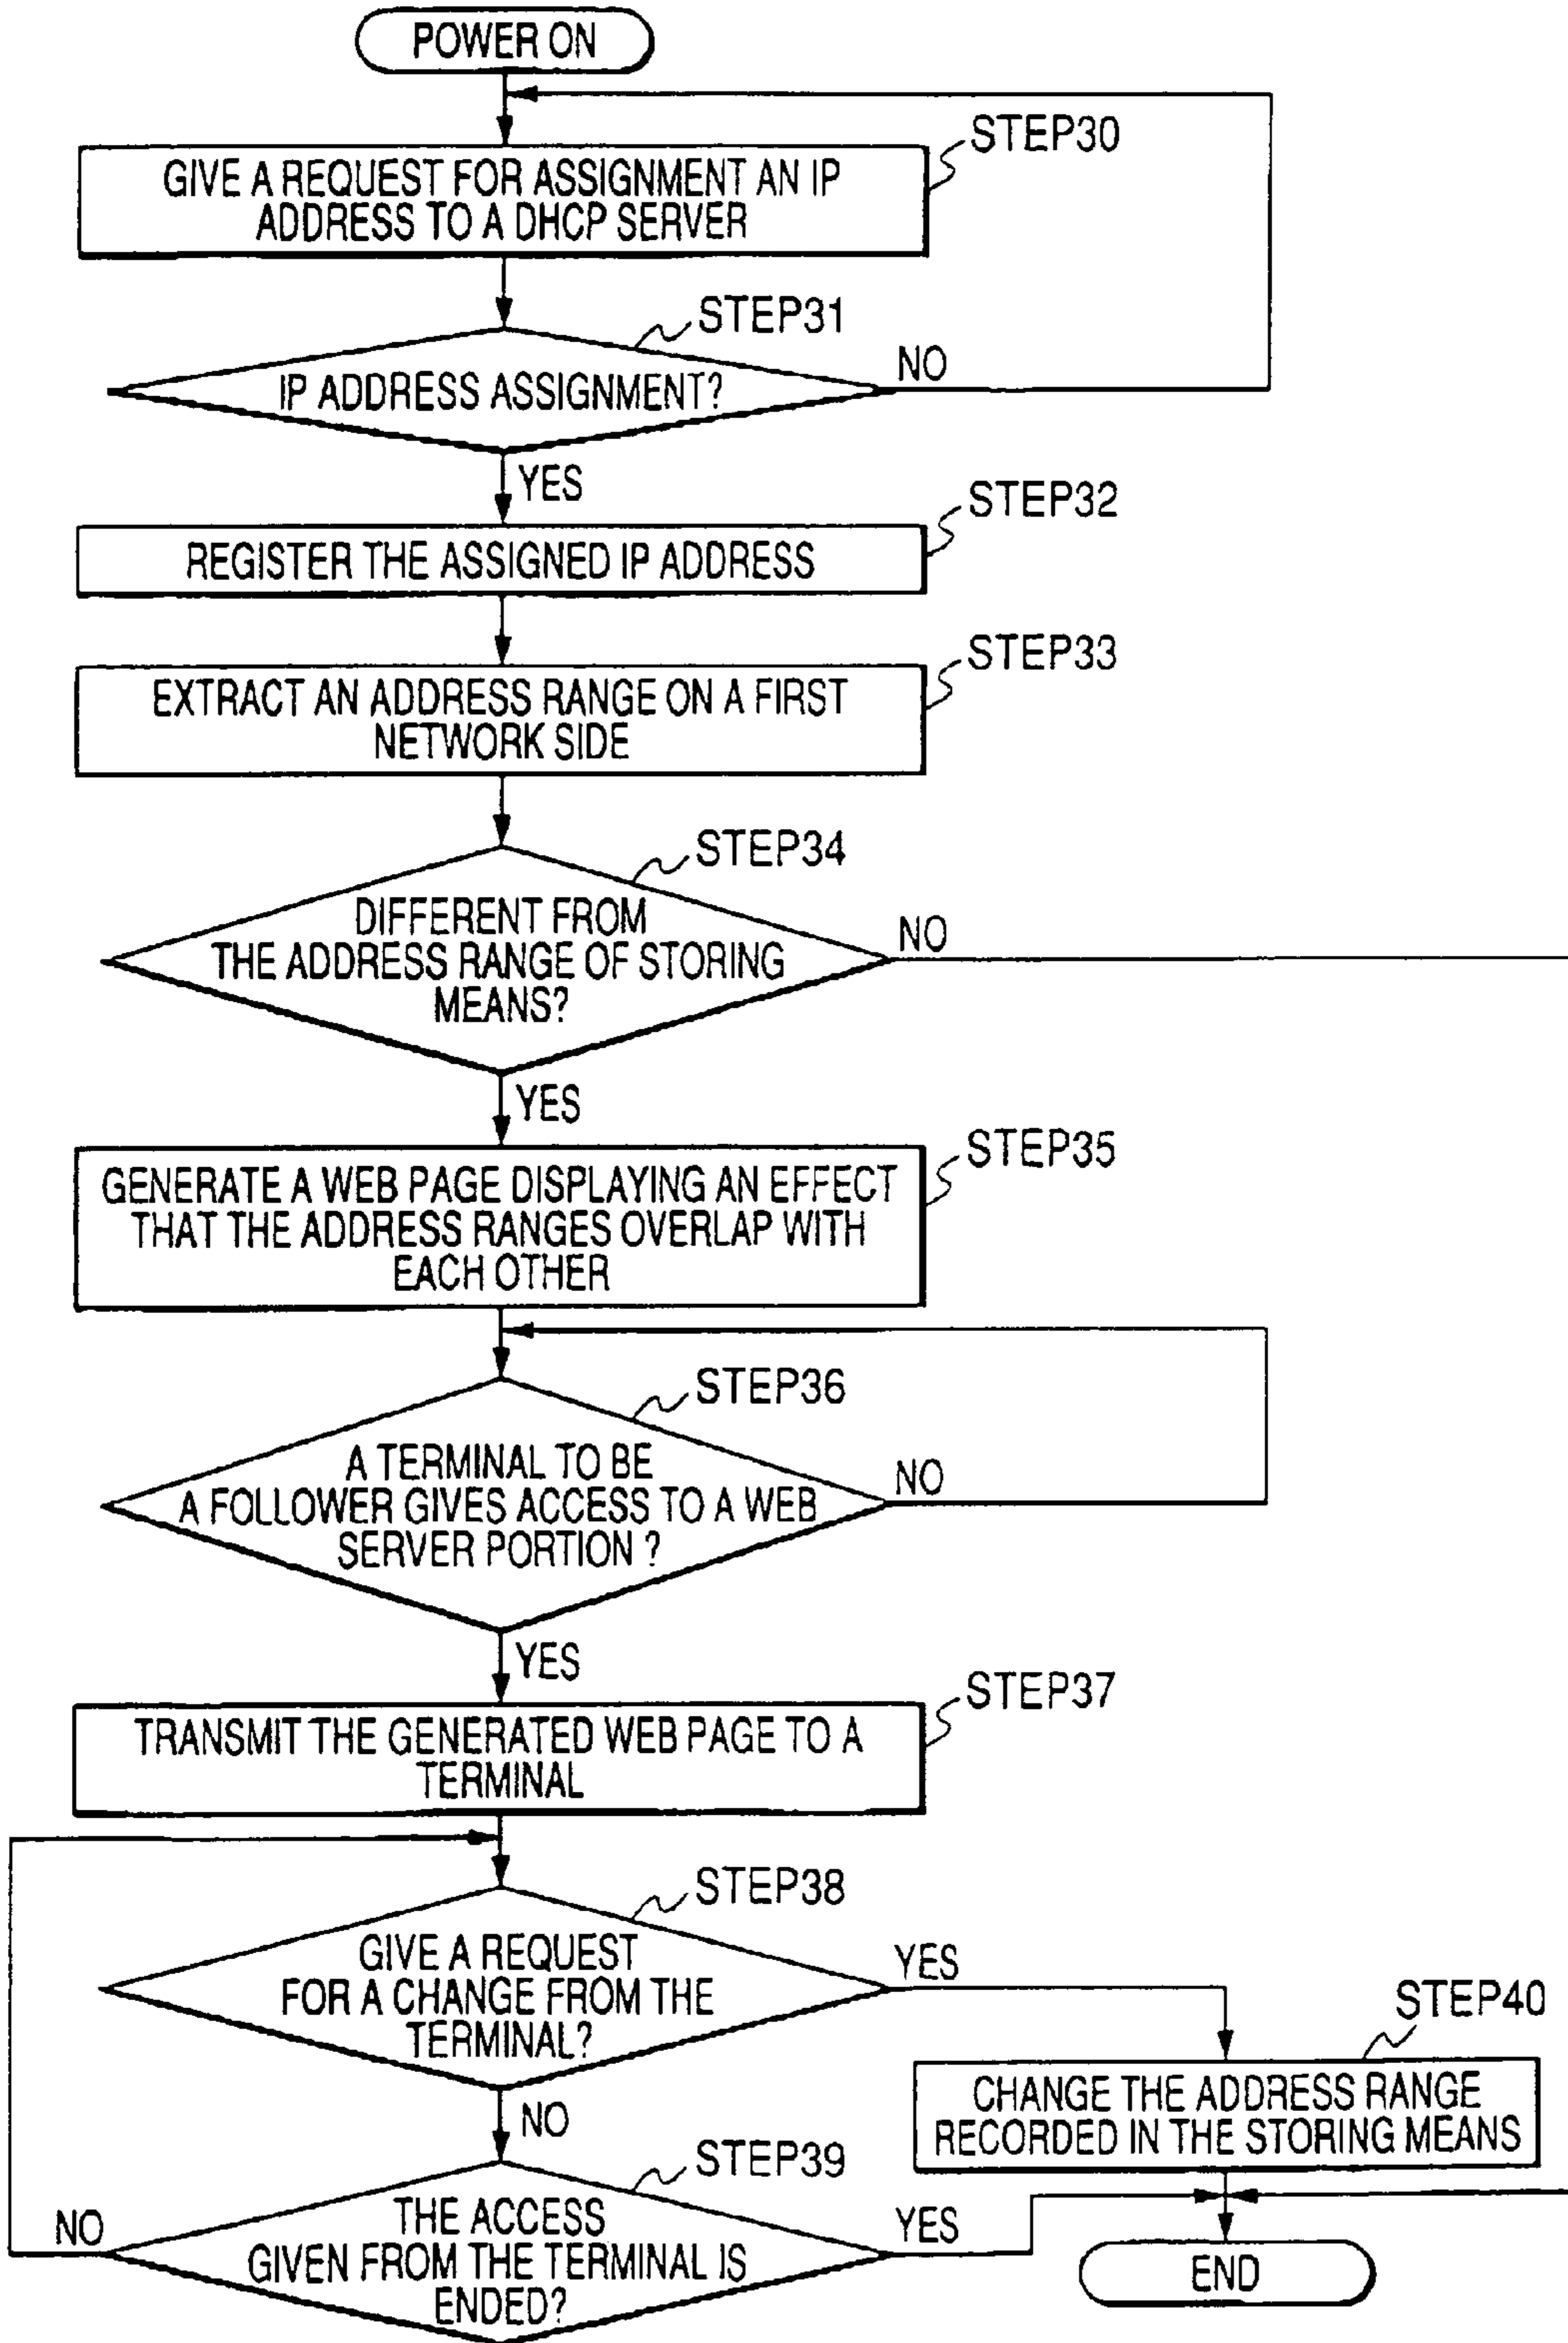 POWER ON
STEP30
GIVE A REQUEST FOR ASSIGNMENT AN IP
ADDRESS TO A DHCP SERVER
STEP31
IP ADDRESS ASSIGNMENT?
NO
YES
STEP32
REGISTER THE ASSIGNED IP ADDRESS
STEP33
EXTRACT AN ADDRESS RANGE ON A FIRST
NETWORK SIDE
STEP34
DIFFERENT FROM
THE ADDRESS RANGE OF STORING
MEANS?
NO
YES
STEP35
GENERATE A WEB PAGE DISPLAYING AN EFFECT
THAT THE ADDRESS RANGES OVERLAP WITH
EACH OTHER
STEP36
A TERMINAL TO BE
A FOLLOWER GIVES ACCESS TO A WEB
SERVER PORTION ?
NO
YES
STEP37
TRANSMIT THE GENERATED WEB PAGE TO A
TERMINAL
STEP38
GIVE A REQUEST
FOR A CHANGE FROM THE
TERMINAL?
YES
NO
STEP40
CHANGE THE ADDRESS RANGE
RECORDED IN THE STORING MEANS
STEP39
THE ACCESS
GIVEN FROM THE TERMINAL IS
ENDED?
NO
YES
END